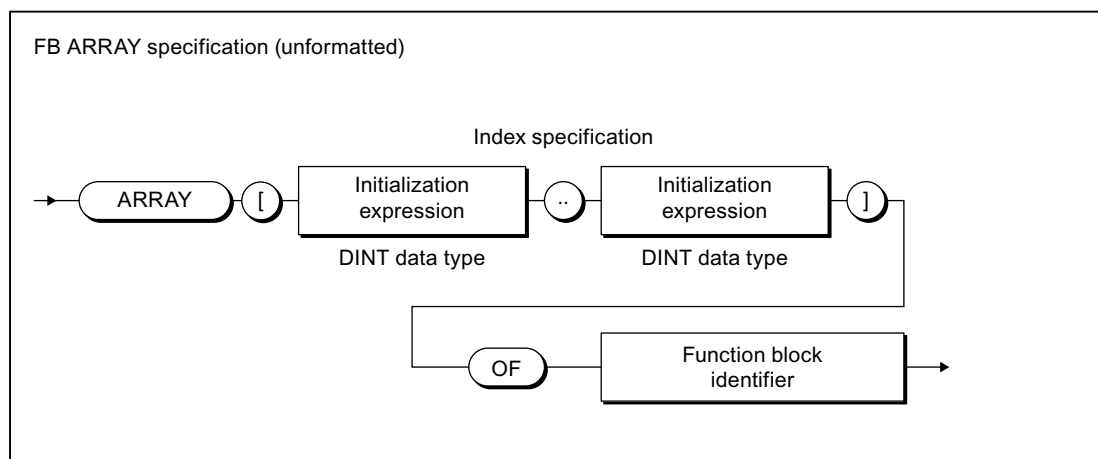 FB ARRAY specification (unformatted)
Index specification
ARRAY [ Initialization expression .. Initialization expression ]
DINT data type DINT data type
OF Function block identifier